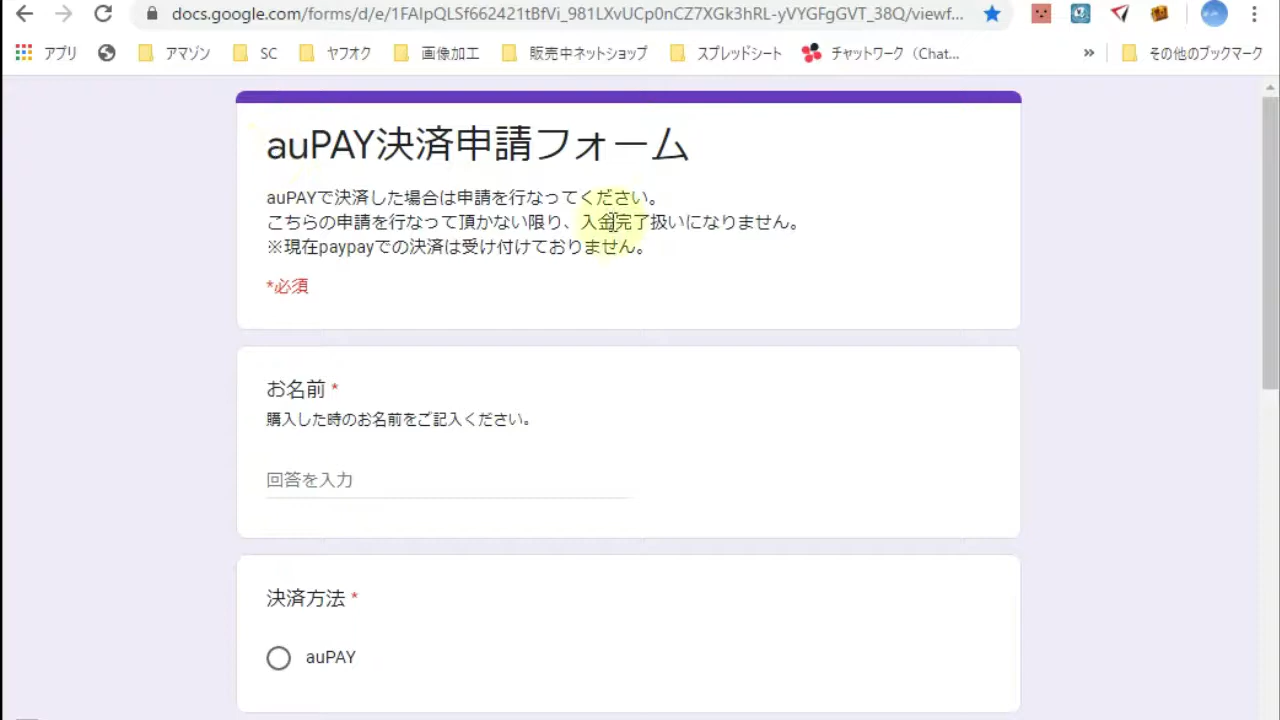 docs.google.com/forms/d/e/1FAIpQLSf662421tBfVi_981LXvUCp0nCZ7XGk3hRL-yVYGFgGVT_38Q/viewf...
アプリ
アマゾン
SC
ヤフオク
画像加工
販売中ネットショップ
スプレッドシート
チャットワーク（Chat...
»
その他のブックマーク
auPAY決済申請フォーム
auPAYで決済した場合は申請を行なってください。
こちらの申請を行なって頂かない限り、入金完了扱いになりません。
※現在paypayでの決済は受け付けておりません。
*必須
お名前 *
購入した時のお名前をご記入ください。
回答を入力
決済方法 *
auPAY